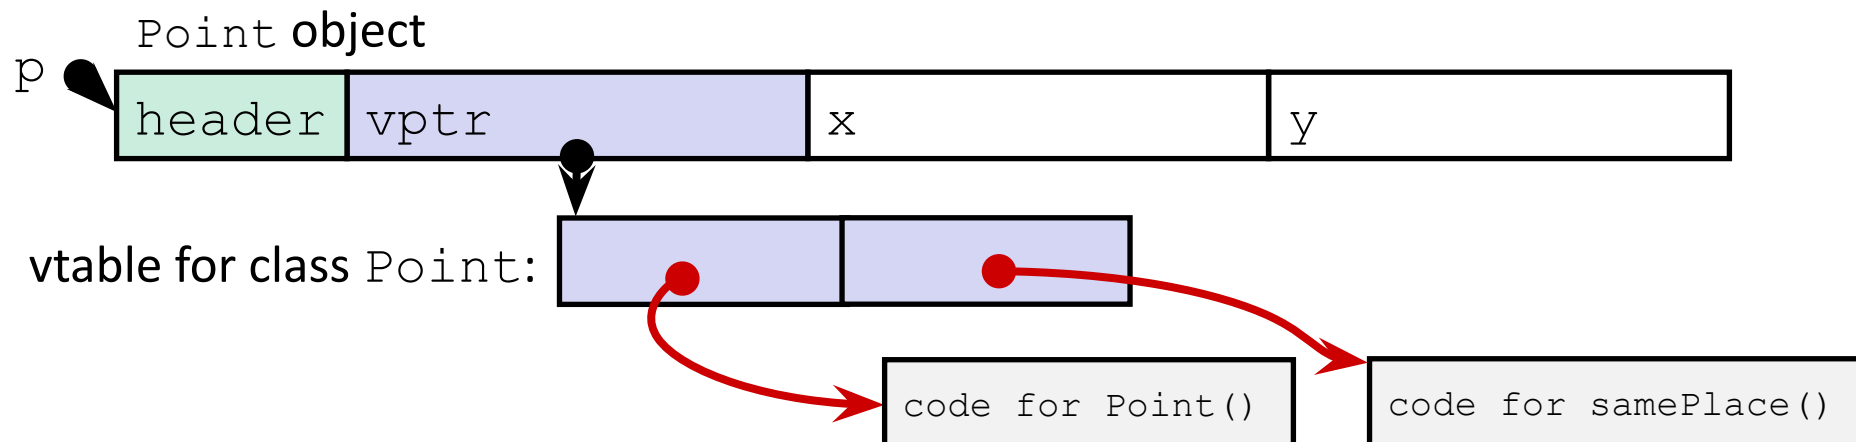 Point object
p
header vptr x y
vtable for class Point:
code for Point() code for samePlace()